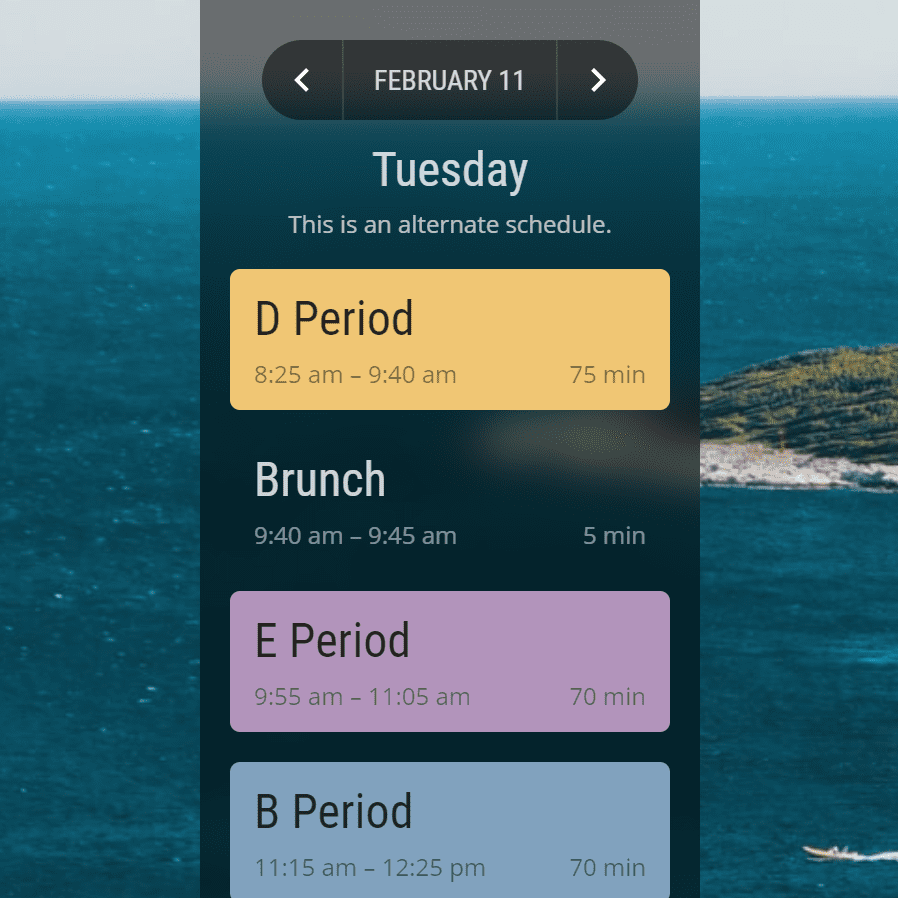 FEBRUARY 11
Tuesday
This is an alternate schedule.
D Period
8:25 am – 9:40 am 75 min
Brunch
9:40 am – 9:45 am 5 min
E Period
9:55 am – 11:05 am 70 min
B Period
11:15 am – 12:25 pm 70 min